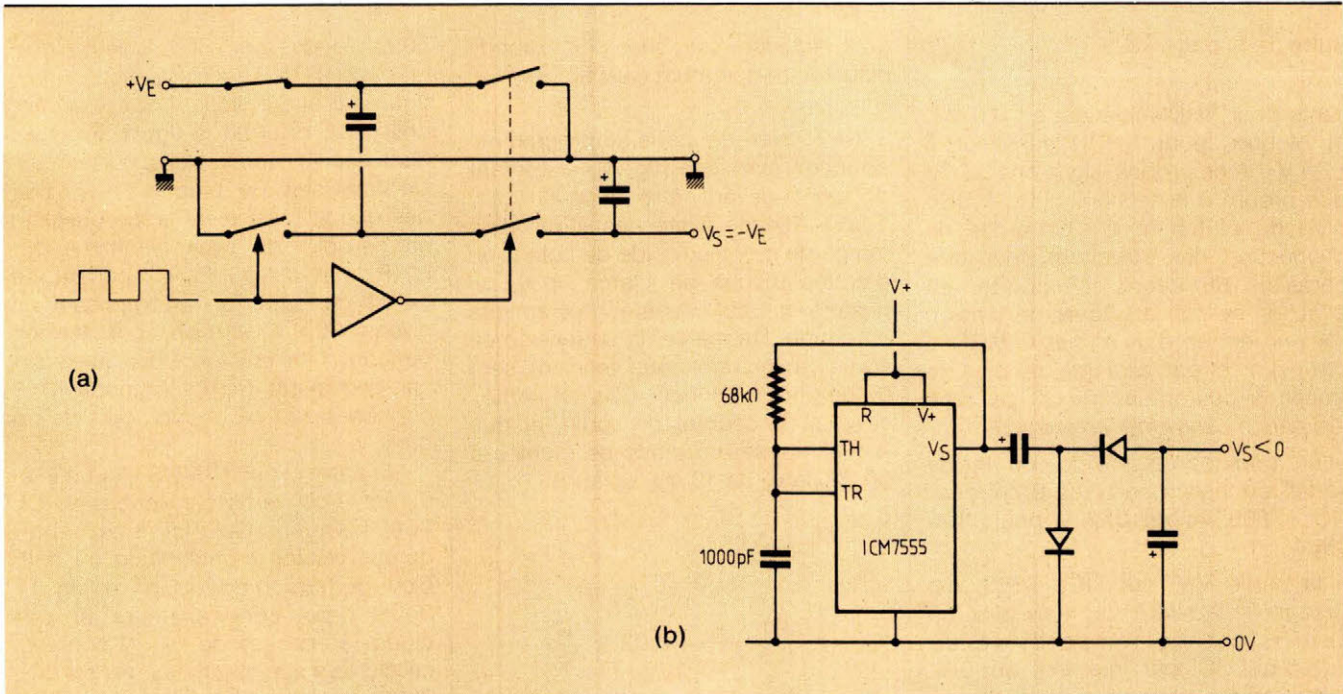 +VE
VS=-VE
(a)
V+
68kΩ
R
V+
TH
VS
VS<0
TR
1000pF
ICM7555
(b)
0V